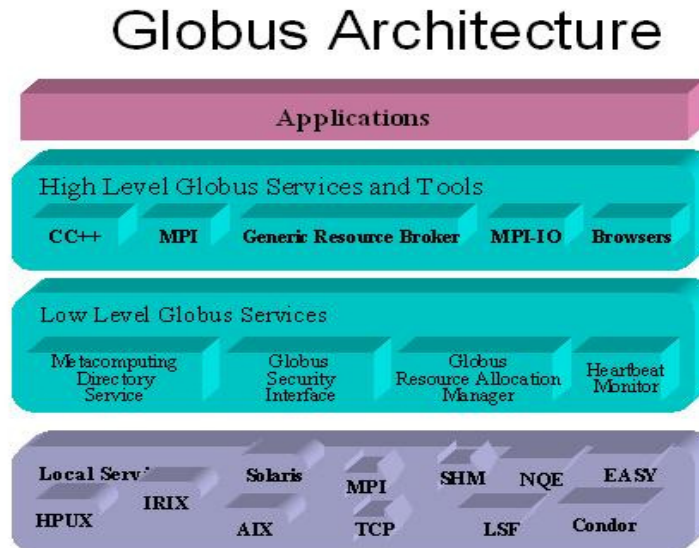 Globus Architecture
Applications
High Level Globus Services and Tools
CC++
MPI
Generic Resource Broker
MPI-IO
Browsers
Low Level Globus Services
Metacomputing
Directory
Service
Globus
Security
Interface
Globus
Resource Allocation
Manager
Heartbeat
Monitor
Local
HPUX
IRIX
Solaris
AIX
MPI
TCP
SHM
NQE
EASY
LSF
Condor